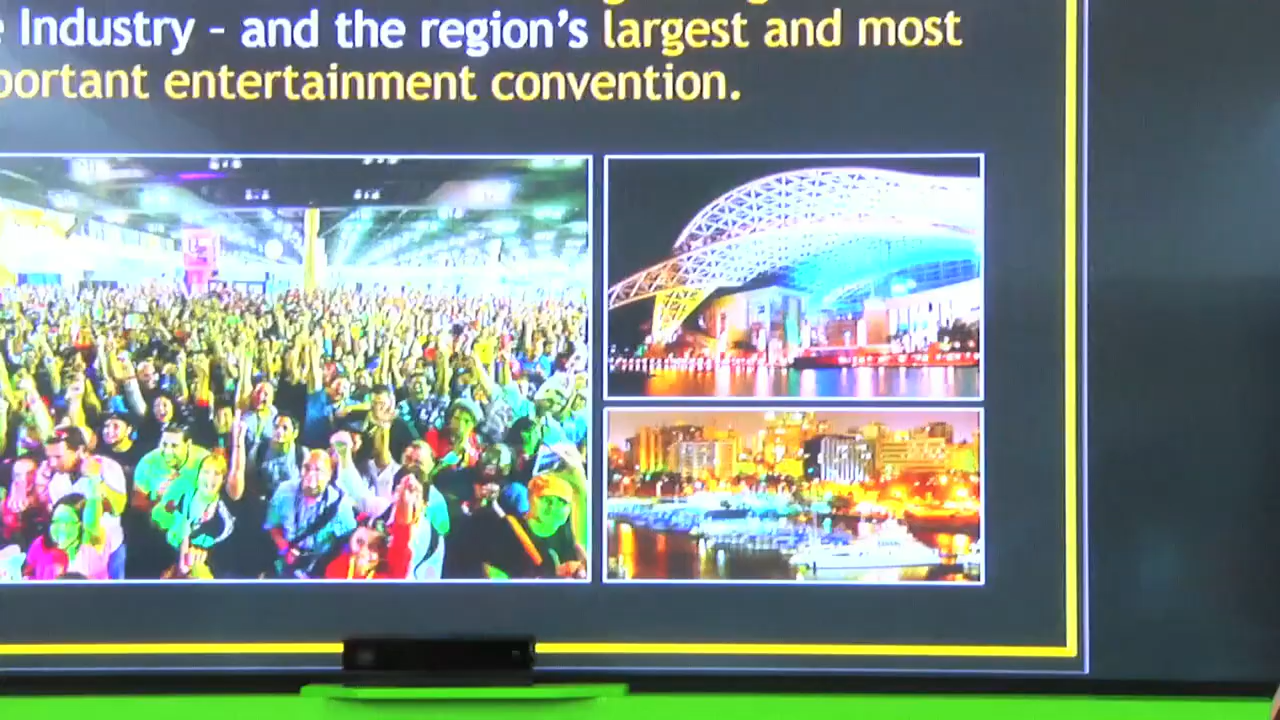 Industry - and the region's largest and most
entertainment convention.